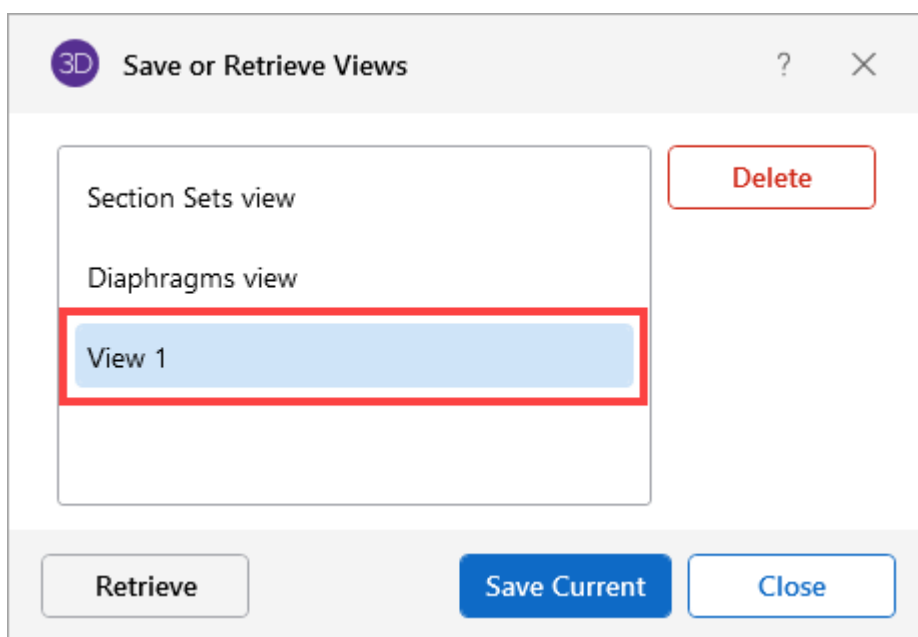 3D Save or Retrieve Views ?
Section Sets view
Delete
Diaphragms view
View 1
Retrieve Save Current Close